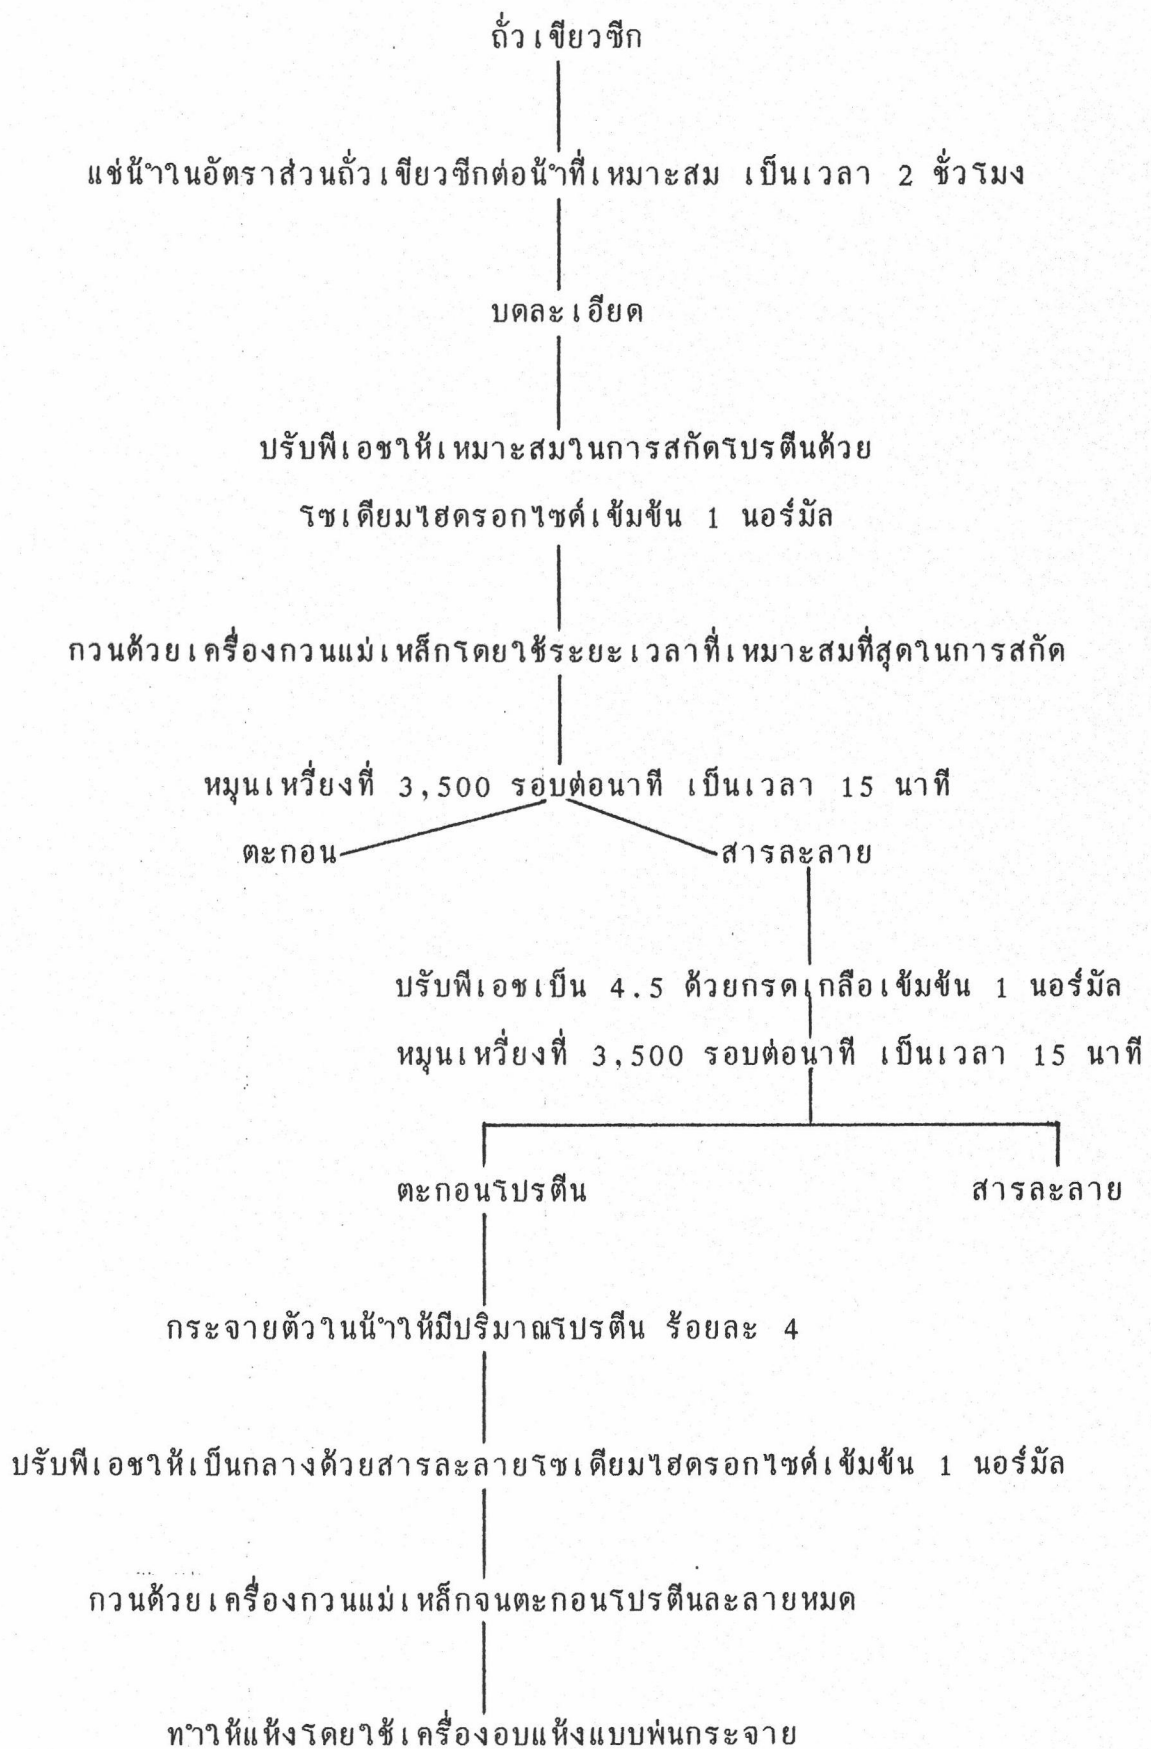 ถั่วเขียวซีก
แช่น้ำในอัตราส่วนถั่วเขียวซีกต่อน้ำที่เหมาะสม เป็นเวลา 2 ชั่วโมง
บดละเอียด
ปรับพีเอชให้เหมาะสมในการสกัดโปรตีนด้วย
โซเดียมไฮดรอกไซด์เข้มข้น 1 นอร์มัล
กวนด้วยเครื่องกวนแม่เหล็กโดยใช้ระยะเวลาที่เหมาะสมที่สุดในการสกัด
หมุนเหวี่ยงที่ 3,500 รอบต่อนาที เป็นเวลา 15 นาที
ตะกอน สารละลาย
ปรับพีเอชเป็น 4.5 ด้วยกรดเกลือเข้มข้น 1 นอร์มัล
หมุนเหวี่ยงที่ 3,500 รอบต่อนาที เป็นเวลา 15 นาที
ตะกอนโปรตีน สารละลาย
กระจายตัวในน้ำให้มีปริมาณโปรตีน ร้อยละ 4
ปรับพีเอชให้เป็นกลางด้วยสารละลายโซเดียมไฮดรอกไซด์เข้มข้น 1 นอร์มัล
กวนด้วยเครื่องกวนแม่เหล็กจนตะกอนโปรตีนละลายหมด
ทำให้แห้งโดยใช้เครื่องอบแห้งแบบพ่นกระจาย